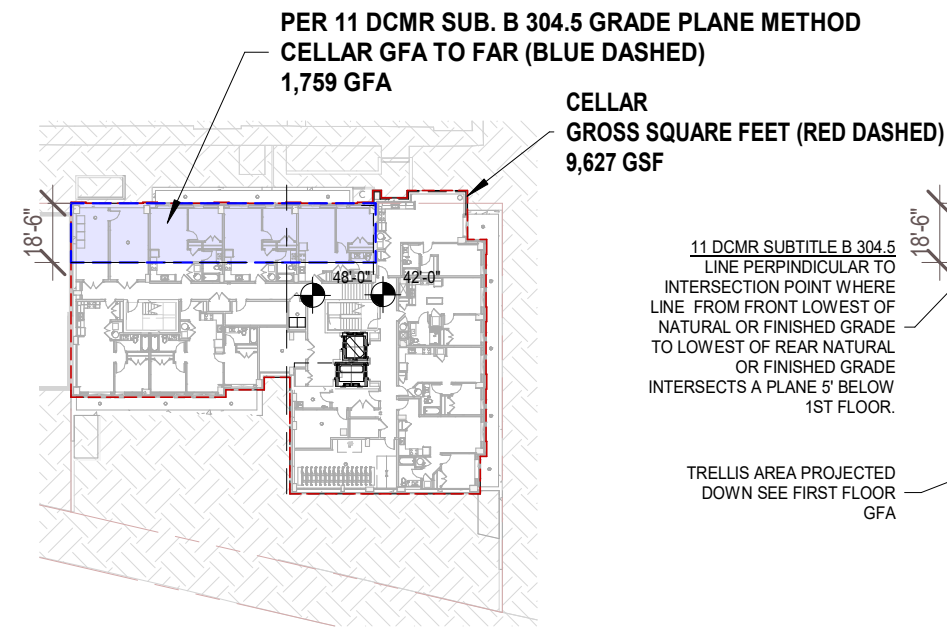 PER 11 DCMR SUB. B 304.5 GRADE PLANE METHOD
CELLAR GFA TO FAR (BLUE DASHED)
1,759 GFA
CELLAR
GROSS SQUARE FEET (RED DASHED)
9,627 GSF
18'-6"
18'-6"
11 DCMR SUBTITLE B 304.5
LINE PERPINDICULAR TO
INTERSECTION POINT WHERE
LINE FROM FRONT LOWEST OF
NATURAL OR FINISHED GRADE
TO LOWEST OF REAR NATURAL
OR FINISHED GRADE
INTERSECTS A PLANE 5' BELOW
1ST FLOOR.
48'-0"
42'-0"
TRELLIS AREA PROJECTED
DOWN SEE FIRST FLOOR
GFA